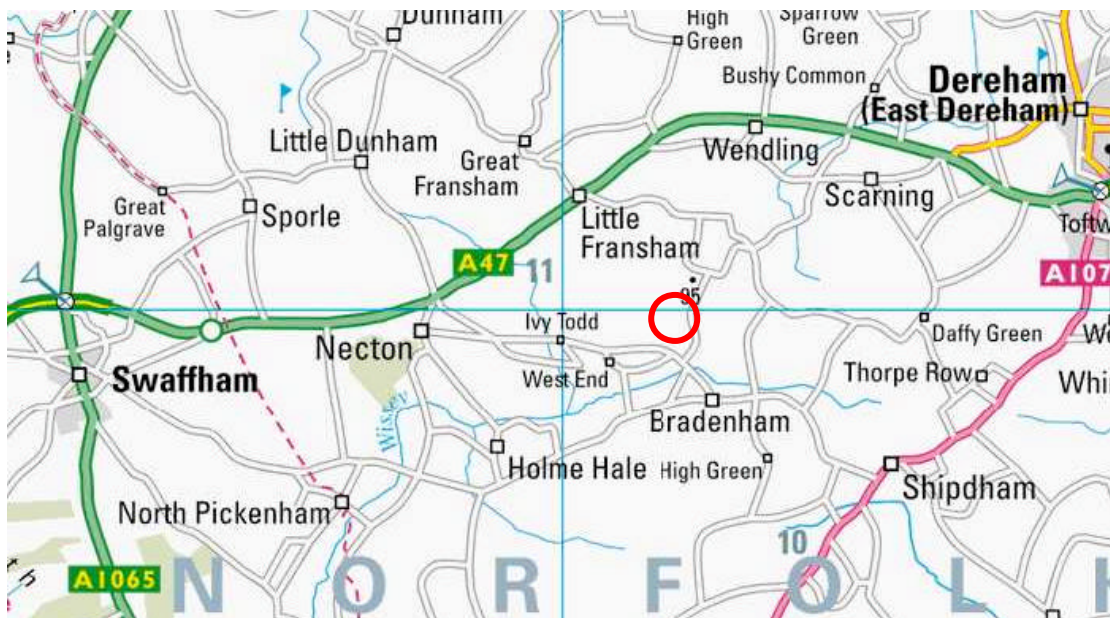 Dunham
High
Green
Sparrow
Green
Bushy Common
Dereham
(East Dereham)
Little Dunham
Great
Fransham
Wendling
Scarning
Great
Palgrave
Sporle
Little
Fransham
A47
11
95
A107
Ivy Todd
Daffy Green
Necton
West End
Thorpe Row
Swaffham
Wissey
Bradenham
Holme Hale
High Green
Shipdham
North Pickenham
10
A1065
N O R F O L